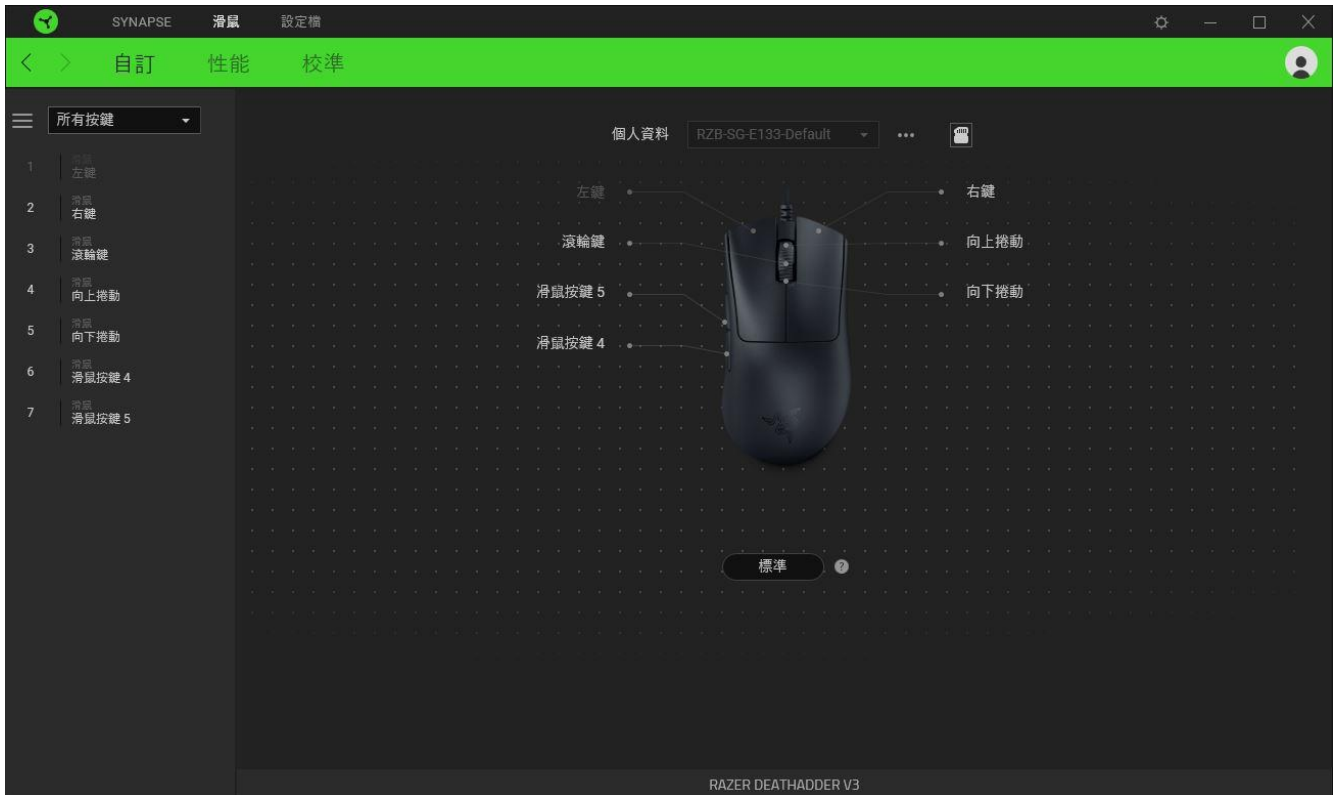 SYNAPSE 滑鼠 設定檔
自訂 性能 校準
所有按鍵
個人資料 RZB-SG-E133-Default
1 滑鼠
左鍵
2 滑鼠
右鍵
3 滑鼠
滾輪鍵
4 滑鼠
向上捲動
5 滑鼠
向下捲動
6 滑鼠
滑鼠按鍵 4
7 滑鼠
滑鼠按鍵 5
左鍵
右鍵
滾輪鍵
向上捲動
滑鼠按鍵 5
向下捲動
滑鼠按鍵 4
標準 ?
RAZER DEATHADDER V3